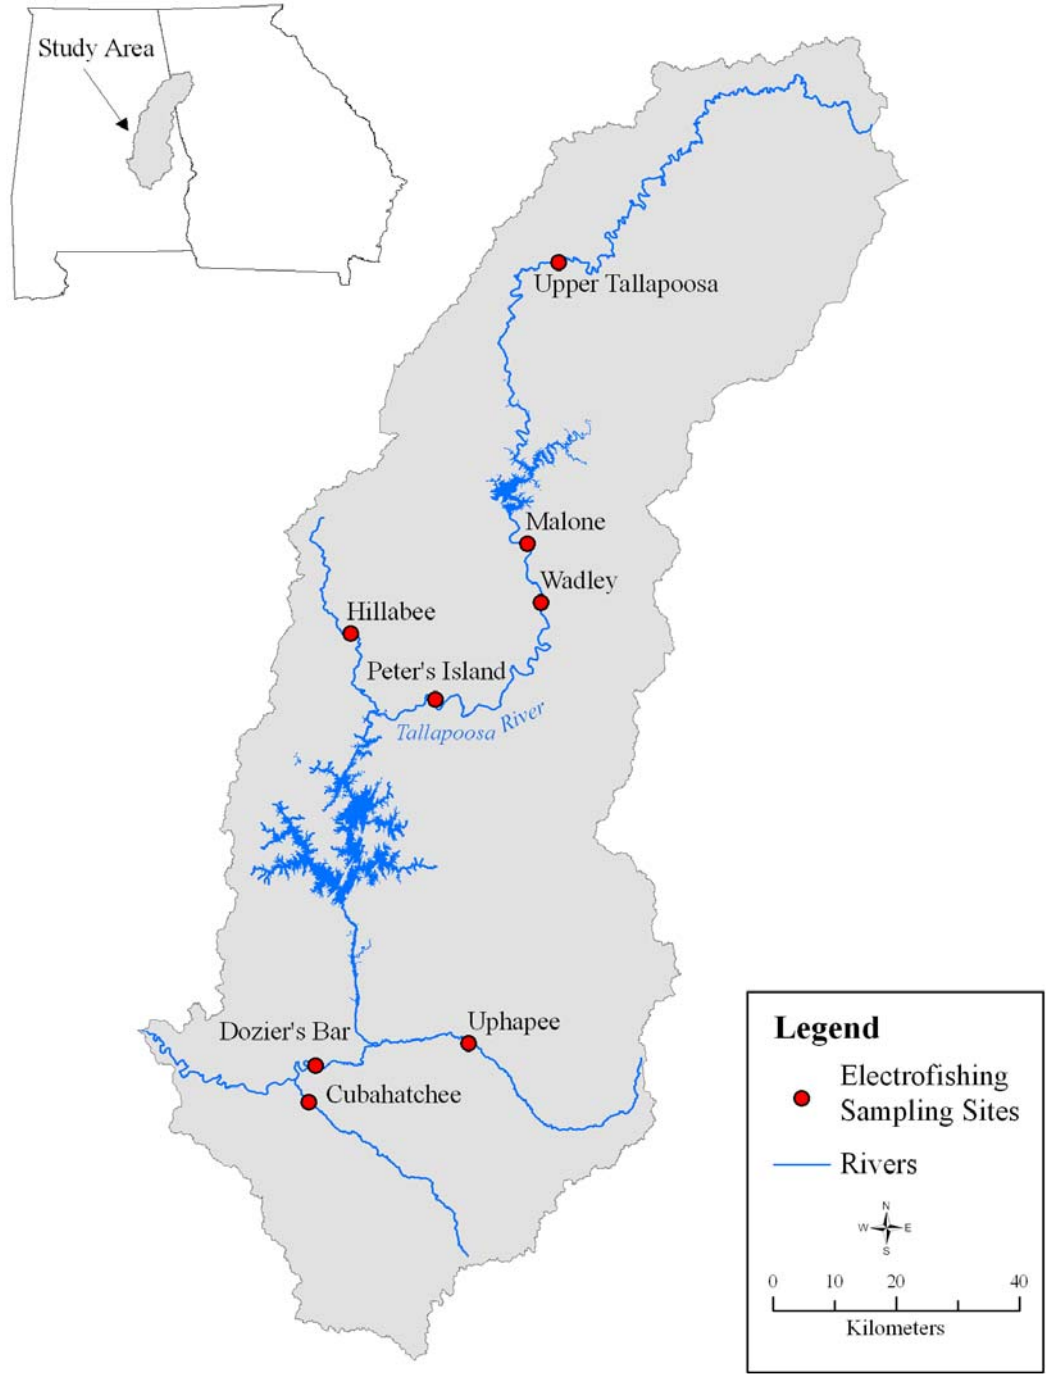 Study Area
Upper Tallapoosa
Malone
Wadley
Hillabee
Peter's Island
Tallapoosa River
Dozier's Bar
Uphapee
Cubahatchee
Legend
Electrofishing
Sampling Sites
Rivers
N
W E
S
0 10 20 40
Kilometers